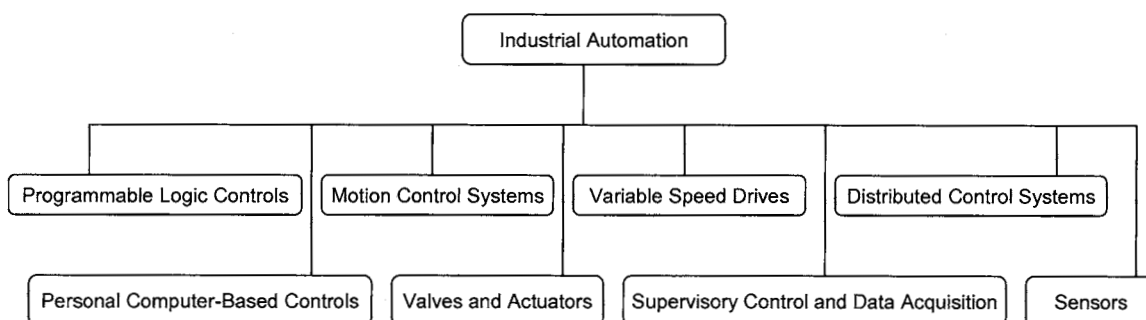 Industrial Automation
Programmable Logic Controls
Motion Control Systems
Variable Speed Drives
Distributed Control Systems
Personal Computer-Based Controls
Valves and Actuators
Supervisory Control and Data Acquisition
Sensors